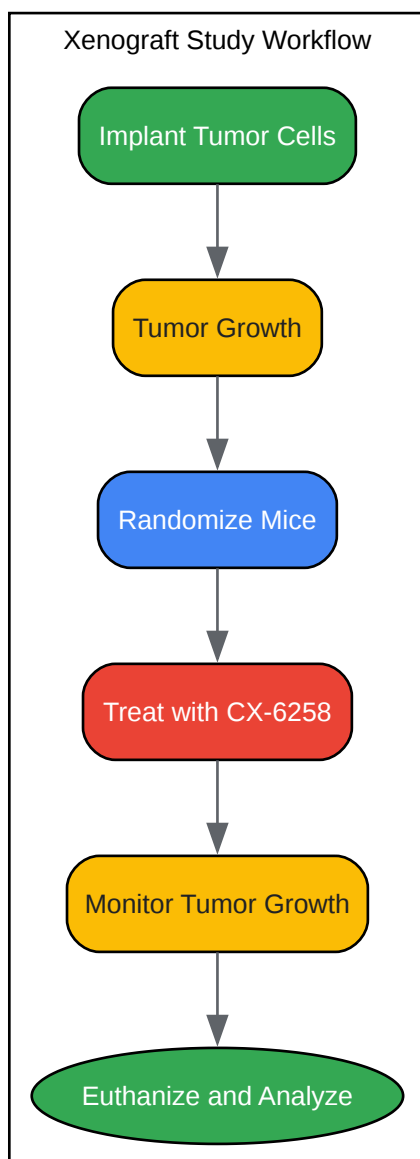 Xenograft Study Workflow
Implant Tumor Cells
Tumor Growth
Randomize Mice
Treat with CX-6258
Monitor Tumor Growth
Euthanize and Analyze